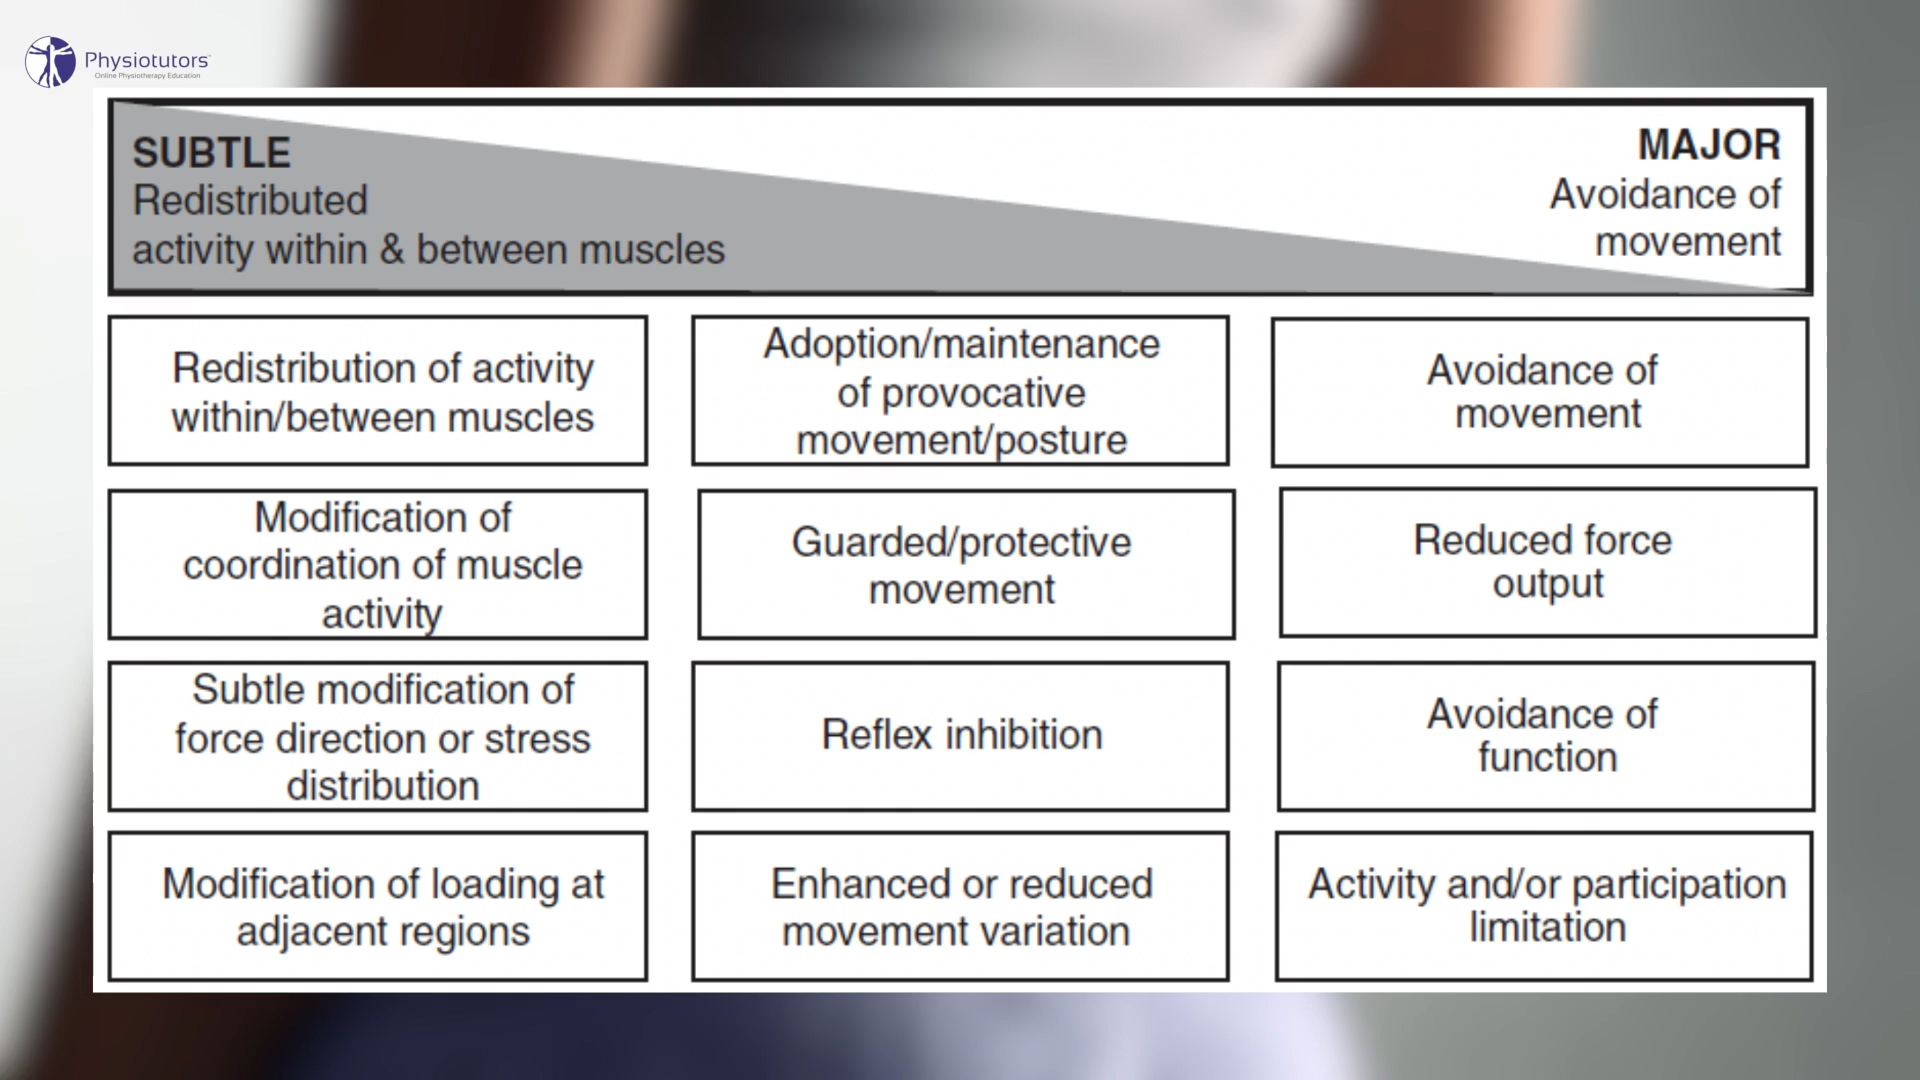 Physiotutors
Online Physiotherapy Education
SUBTLE
Redistributed
activity within & between muscles
MAJOR
Avoidance of
movement
Redistribution of activity
within/between muscles
Adoption/maintenance
of provocative
movement/posture
Avoidance of
movement
Modification of
coordination of muscle
activity
Guarded/protective
movement
Reduced force
output
Subtle modification of
force direction or stress
distribution
Reflex inhibition
Avoidance of
function
Modification of loading at
adjacent regions
Enhanced or reduced
movement variation
Activity and/or participation
limitation